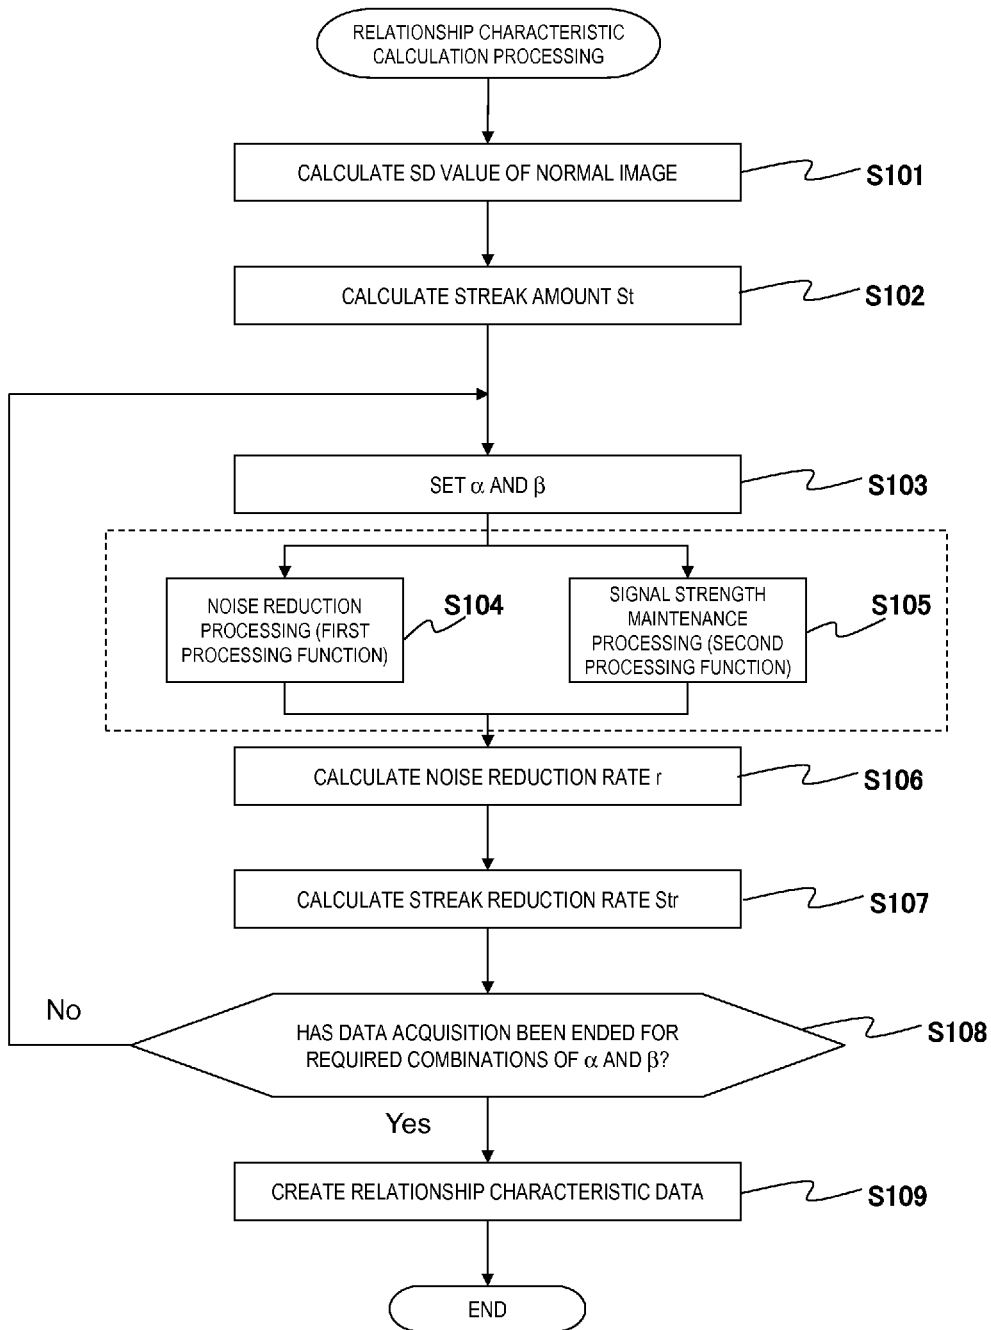 RELATIONSHIP CHARACTERISTIC
CALCULATION PROCESSING
CALCULATE SD VALUE OF NORMAL IMAGE
S101
CALCULATE STREAK AMOUNT St
S102
SET α AND β
S103
NOISE REDUCTION
PROCESSING (FIRST
PROCESSING FUNCTION)
S104
SIGNAL STRENGTH
MAINTENANCE
PROCESSING (SECOND
PROCESSING FUNCTION)
S105
CALCULATE NOISE REDUCTION RATE r
S106
CALCULATE STREAK REDUCTION RATE Str
S107
No
HAS DATA ACQUISITION BEEN ENDED FOR
REQUIRED COMBINATIONS OF α AND β?
S108
Yes
CREATE RELATIONSHIP CHARACTERISTIC DATA
S109
END